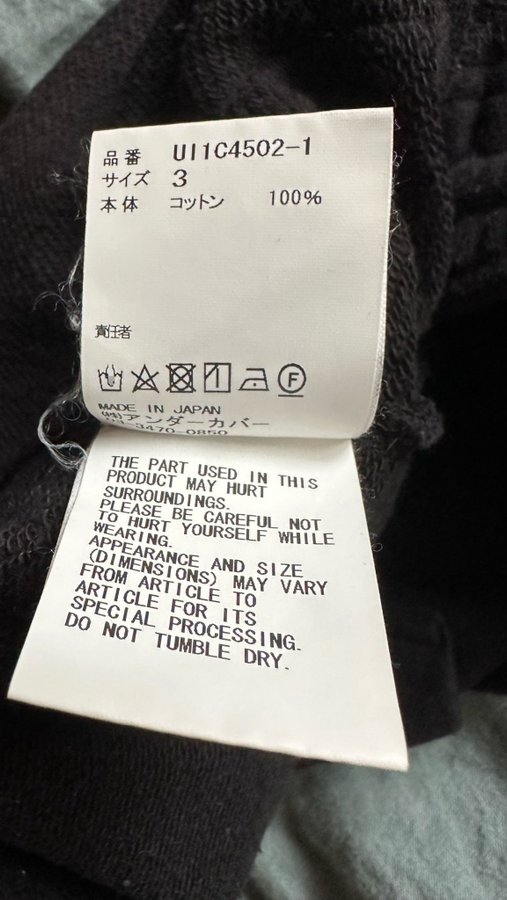 品番 UI1C4502-1
サイズ 3
本体 コットン 100%
責任者
F
MADE IN JAPAN
(株)アンダーカバー
03-3470-0850
THE PART USED IN THIS
PRODUCT MAY HURT
SURROUNDINGS.
PLEASE BE CAREFUL NOT
TO HURT YOURSELF WHILE
WEARING.
APPEARANCE AND SIZE
(DIMENSIONS) MAY VARY
FROM ARTICLE TO
ARTICLE FOR ITS
SPECIAL PROCESSING.
DO NOT TUMBLE DRY.